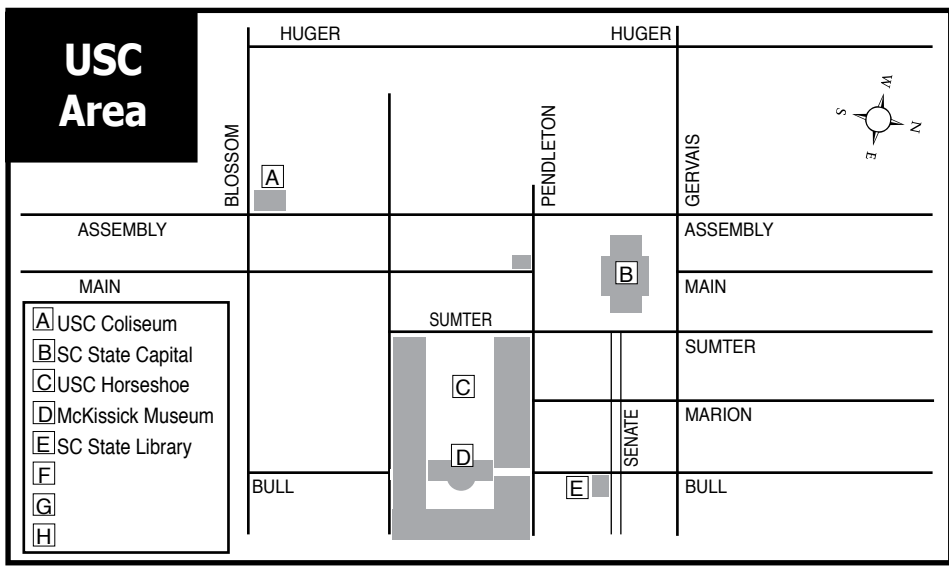 USC
Area
HUGER
HUGER
W
S
N
E
BLOSSOM
PENDLETON
GERVAIS
A
ASSEMBLY
ASSEMBLY
B
MAIN
MAIN
SUMTER
SUMTER
C
MARION
SENATE
D
BULL
E
BULL
A USC Coliseum
B SC State Capital
C USC Horseshoe
D McKissick Museum
E SC State Library
F
G
H